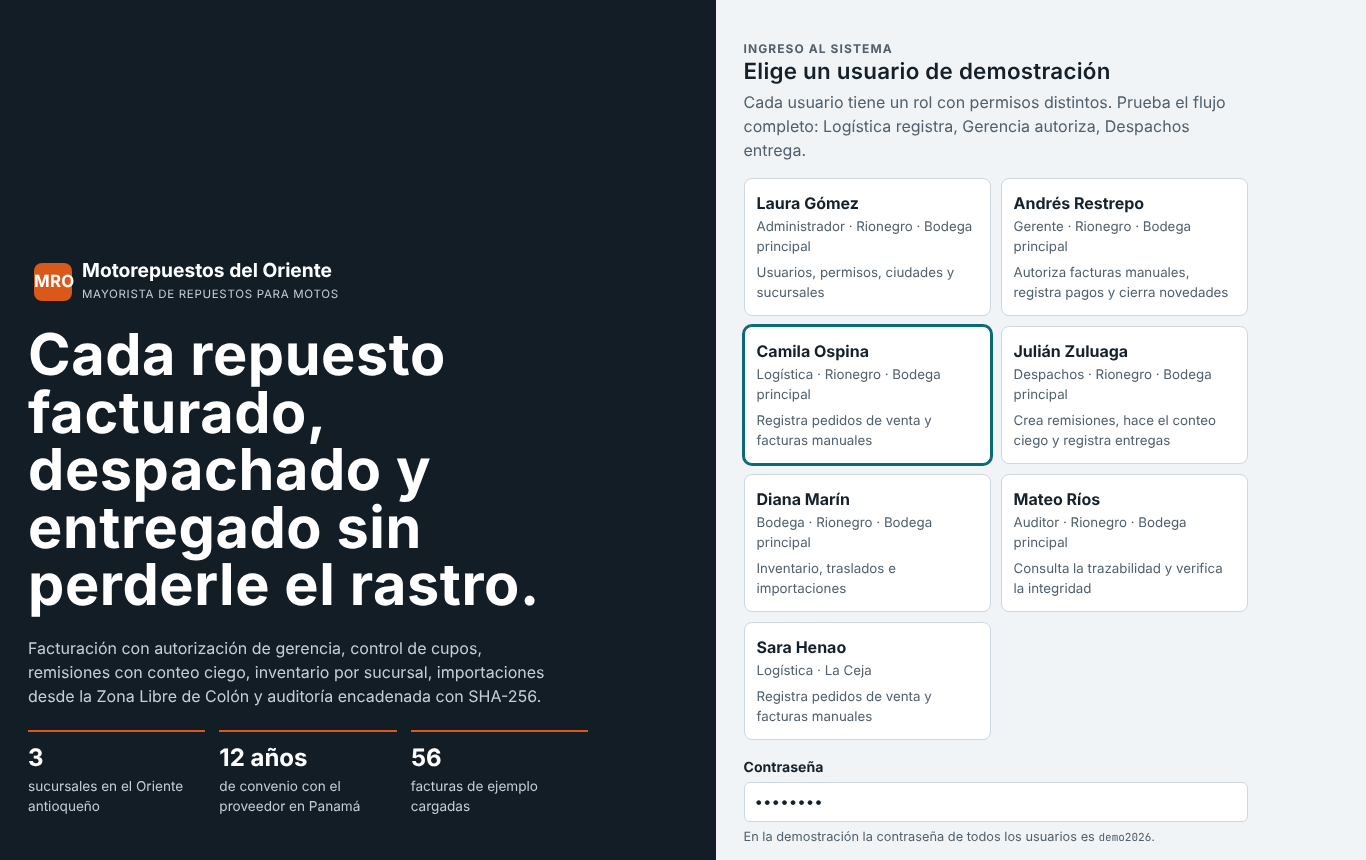 MRO
Motorepuestos del Oriente
MAYORISTA DE REPUESTOS PARA MOTOS
Cada repuesto
facturado,
despachado y
entregado sin
perderle el rastro.
Facturación con autorización de gerencia, control de cupos,
remisiones con conteo ciego, inventario por sucursal, importaciones
desde la Zona Libre de Colón y auditoría encadenada con SHA-256.
3
sucursales en el Oriente
antioqueño
12 años
de convenio con el
proveedor en Panamá
56
facturas de ejemplo
cargadas
INGRESO AL SISTEMA
Elige un usuario de demostración
Cada usuario tiene un rol con permisos distintos. Prueba el flujo
completo: Logística registra, Gerencia autoriza, Despachos
entrega.
Laura Gómez
Administrador · Rionegro · Bodega
principal
Usuarios, permisos, ciudades y
sucursales
Andrés Restrepo
Gerente · Rionegro · Bodega
principal
Autoriza facturas manuales,
registra pagos y cierra novedades
Camila Ospina
Logística · Rionegro · Bodega
principal
Registra pedidos de venta y
facturas manuales
Julián Zuluaga
Despachos · Rionegro · Bodega
principal
Crea remisiones, hace el conteo
ciego y registra entregas
Diana Marín
Bodega · Rionegro · Bodega
principal
Inventario, traslados e
importaciones
Mateo Ríos
Auditor · Rionegro · Bodega
principal
Consulta la trazabilidad y verifica
la integridad
Sara Henao
Logística · La Ceja
Registra pedidos de venta y
facturas manuales
Contraseña
••••••••
En la demostración la contraseña de todos los usuarios es demo2026.